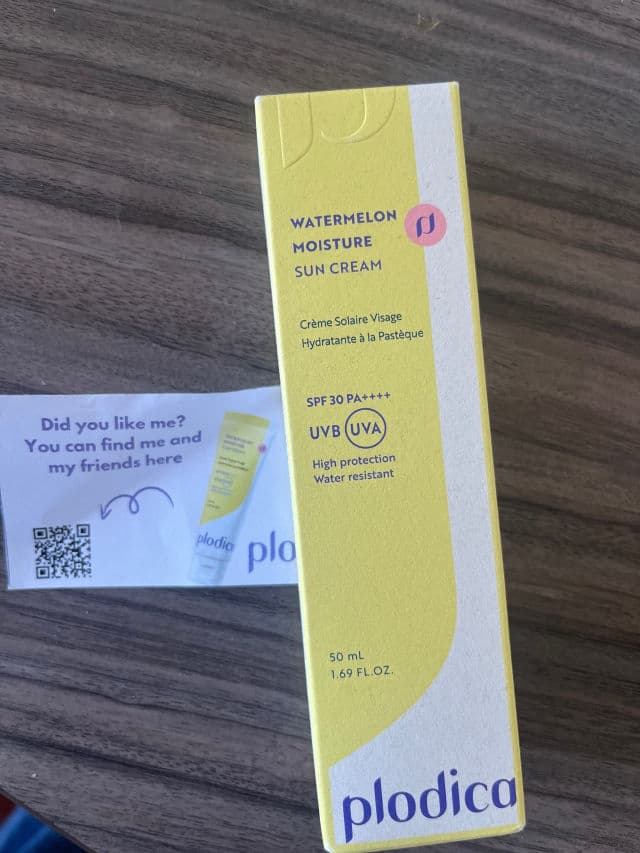 WATERMELON
MOISTURE
SUN CREAM
Crème Solaire Visage
Hydratante à la Pastèque
SPF 30 PA++++
UVB UVA
High protection
Water resistant
50 mL
1.69 FL.OZ.
plodica
Did you like me?
You can find me and
my friends here
plodica
plo